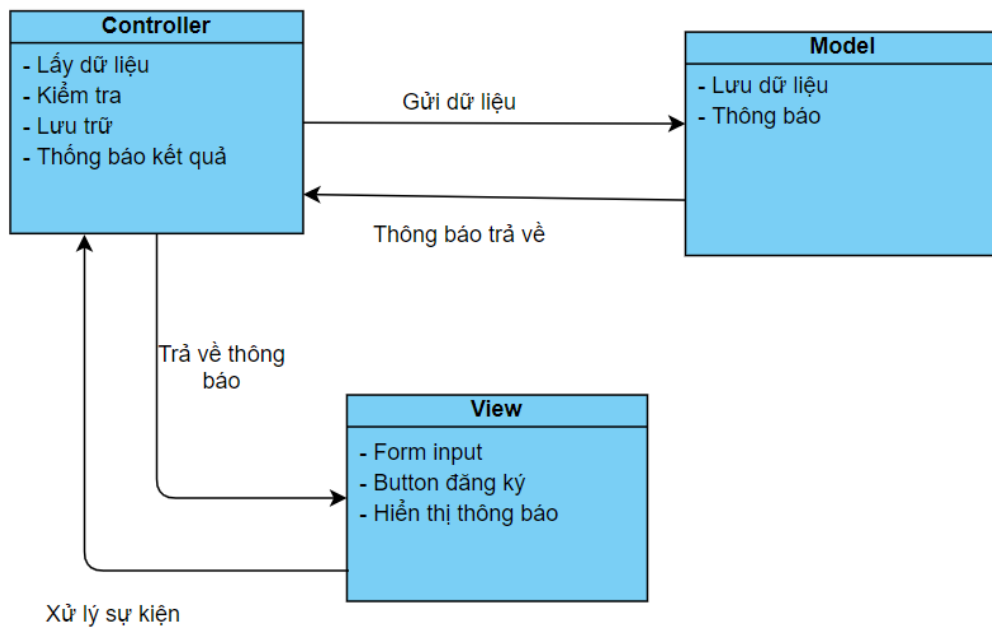 Controller
- Lấy dữ liệu
- Kiểm tra
- Lưu trữ
- Thống báo kết quả
Gửi dữ liệu
Model
- Lưu dữ liệu
- Thông báo
Thông báo trả về
Trả về thông
báo
View
- Form input
- Button đăng ký
- Hiển thị thông báo
Xử lý sự kiện